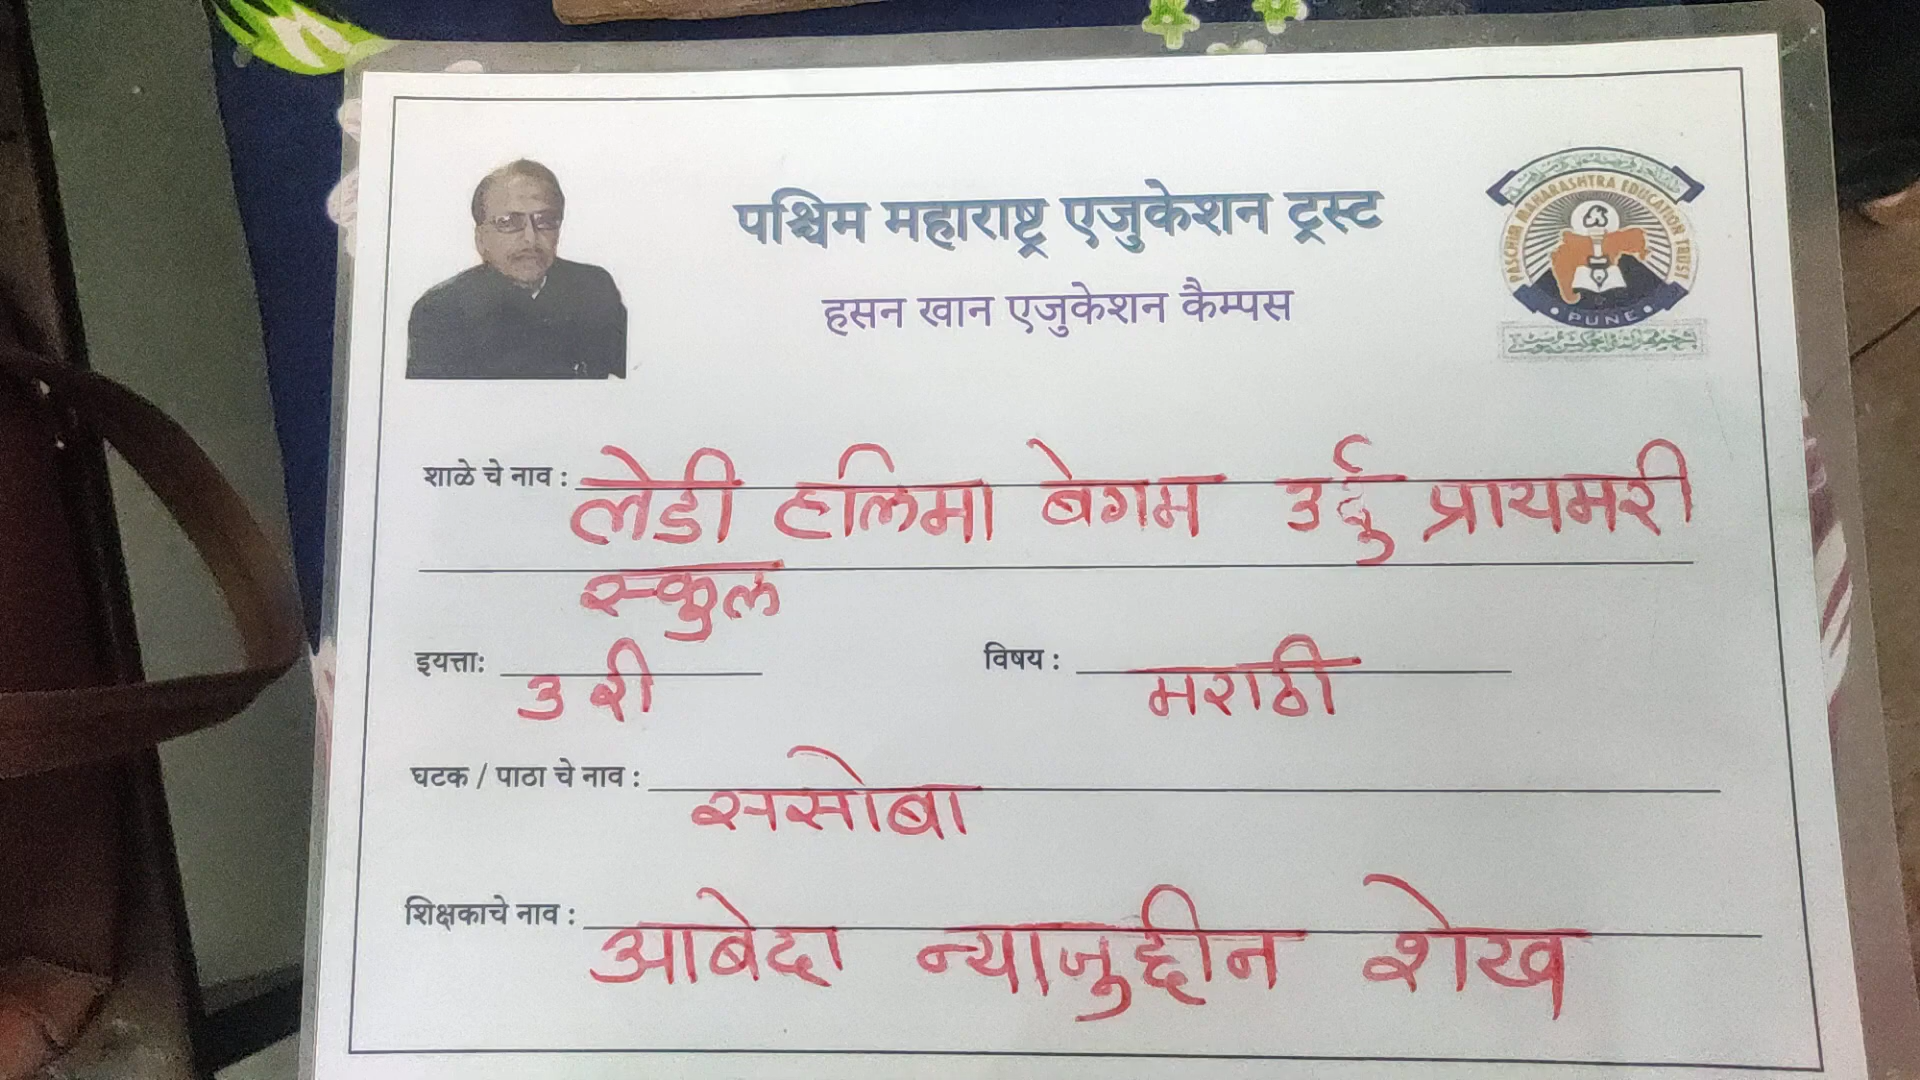 पश्चिम महाराष्ट्र एजुकेशन ट्रस्ट
हसन खान एजुकेशन कैम्पस
PASCHIM MAHARASHTRA EDUCATION TRUST
• PUNE •
शाळे चे नाव : लेडी हलिमा बेगम उर्दु प्रायमरी
स्कुल
इयत्ता: 3 री विषय : मराठी
घटक / पाठा चे नाव : ससोबा
शिक्षकाचे नाव : आबेदा न्याजुद्दीन शेख